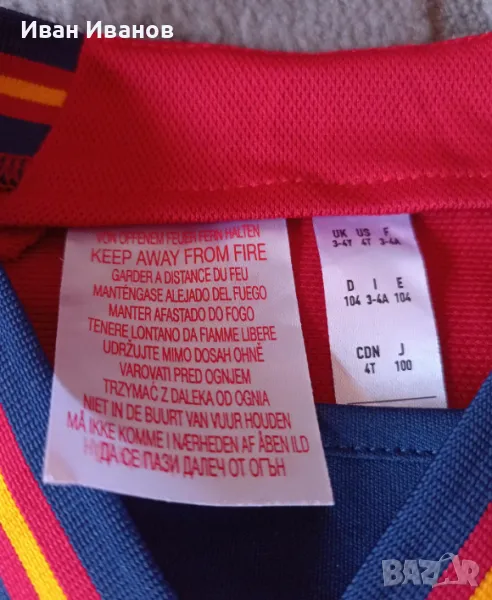 Иван Иванов
VON OFFENEM FEUER FERN HALTEN
KEEP AWAY FROM FIRE
GARDER A DISTANCE DU FEU
MANTÉNGASE ALEJADO DEL FUEGO
MANTER AFASTADO DO FOGO
TENERE LONTANO DA FIAMME LIBERE
UDRŽUJTE MIMO DOSAH OHNĚ
VAROVATI PRED OGNJEM
TRZYMAĆ Z DALEKA OD OGNIA
NIET IN DE BUURT VAN VUUR HOUDEN
MÅ IKKE KOMME I NÆRHEDEN AF ÅBEN ILD
ДА СЕ ПАЗИ ДАЛЕЧ ОТ ОГЪН
UK US F
3-4T 4T 3-4A
D I E
104 3-4A 104
CDN J
4T 100
BAZAR